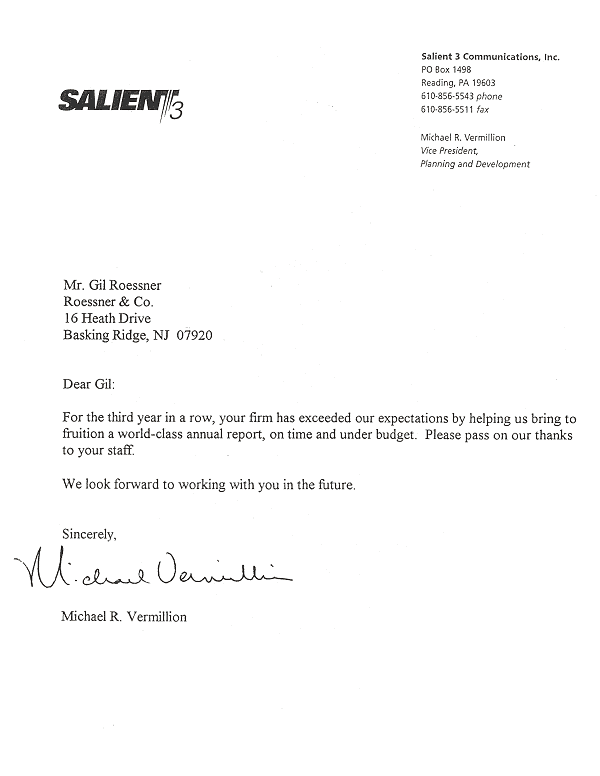 Salient 3 Communications, Inc.
PO Box 1498
Reading, PA 19603
610-856-5543 phone
610-856-5511 fax
SALIENT 3
Michael R. Vermillion
Vice President,
Planning and Development
Mr. Gil Roessner
Roessner & Co.
16 Heath Drive
Basking Ridge, NJ 07920
Dear Gil:
For the third year in a row, your firm has exceeded our expectations by helping us bring to
fruition a world-class annual report, on time and under budget. Please pass on our thanks
to your staff.
We look forward to working with you in the future.
Sincerely,
Michael Vermillion
Michael R. Vermillion